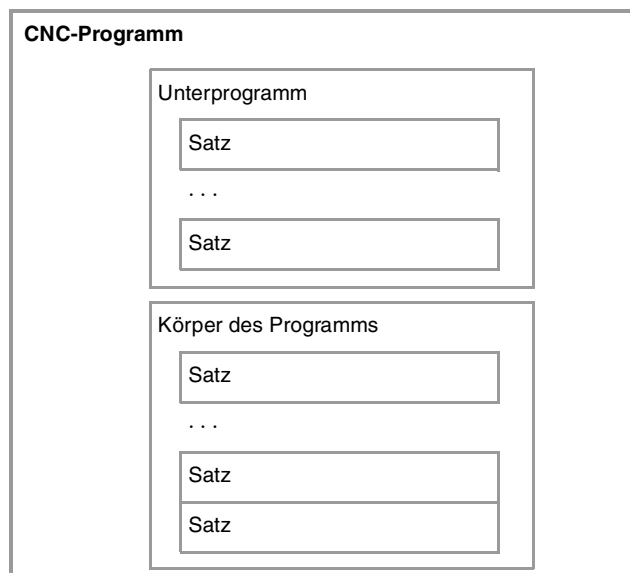 CNC-Programm
Unterprogramm
Satz
. . .
Satz
Körper des Programms
Satz
. . .
Satz
Satz